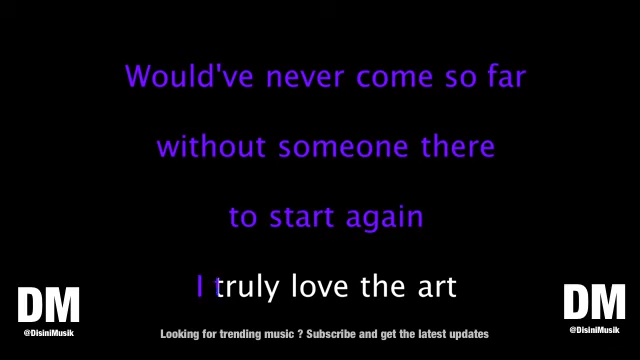 Would've never come so far
without someone there
to start again
I truly love the art
DM
@DisiniMusik
Looking for trending music ? Subscribe and get the latest updates
DM
@DisiniMusik